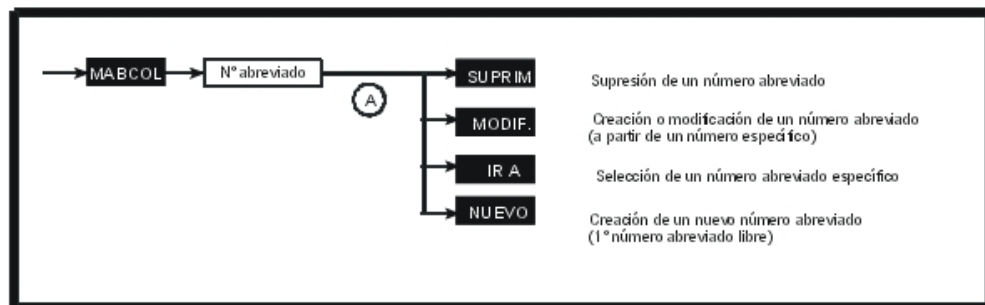 MABCOL
N° abreviado
A
SUPRIM
Supresión de un número abreviado
MODIF.
Creación o modificación de un número abreviado
(a partir de un número específico)
IR A
Selección de un número abreviado específico
NUEVO
Creación de un nuevo número abreviado
(1° número abreviado libre)